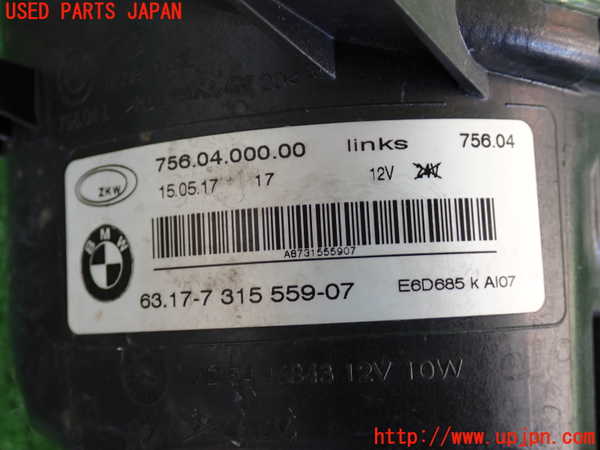 USED PARTS JAPAN
756.04.000.00 links 756.04
ZKW
15.05.17 17 12V 24V
A8731555907
BMW
63.17-7 315 559-07 E6D685 k AI07
12V 10W
http://www.upjpn.com/